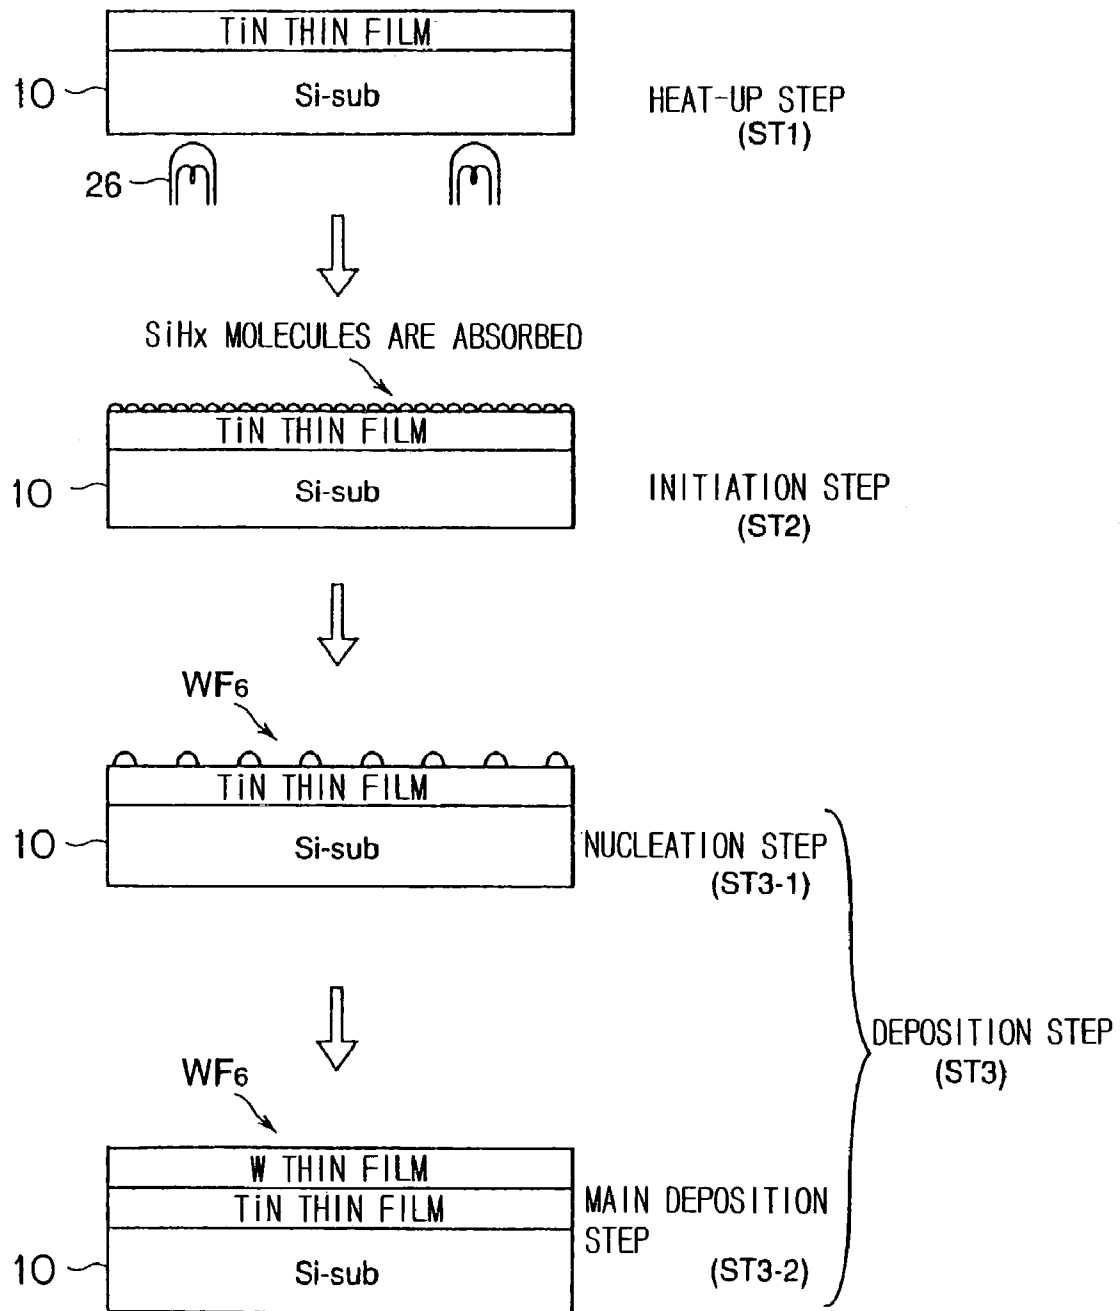 TiN THIN FILM
10
Si-sub
HEAT-UP STEP
(ST1)
26
SiHx MOLECULES ARE ABSORBED
TiN THIN FILM
10
Si-sub
INITIATION STEP
(ST2)
WF6
TiN THIN FILM
10
Si-sub
NUCLEATION STEP
(ST3-1)
DEPOSITION STEP
(ST3)
WF6
W THIN FILM
TiN THIN FILM
MAIN DEPOSITION
STEP
10
Si-sub
(ST3-2)